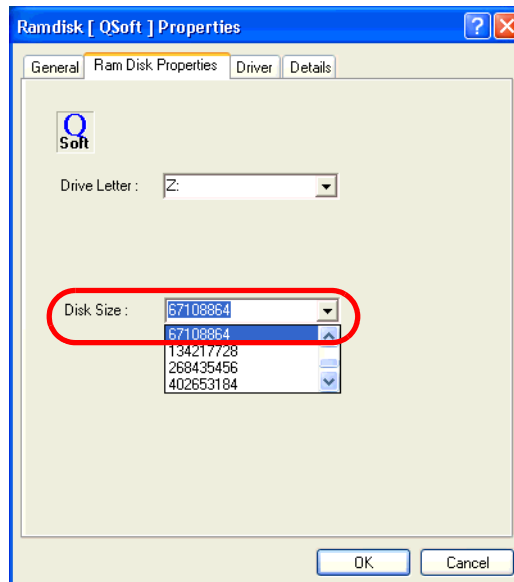 Ramdisk [ QSoft ] Properties
General Ram Disk Properties Driver Details
Q
Soft
Drive Letter : Z:
Disk Size : 67108864
67108864
134217728
268435456
402653184
OK Cancel